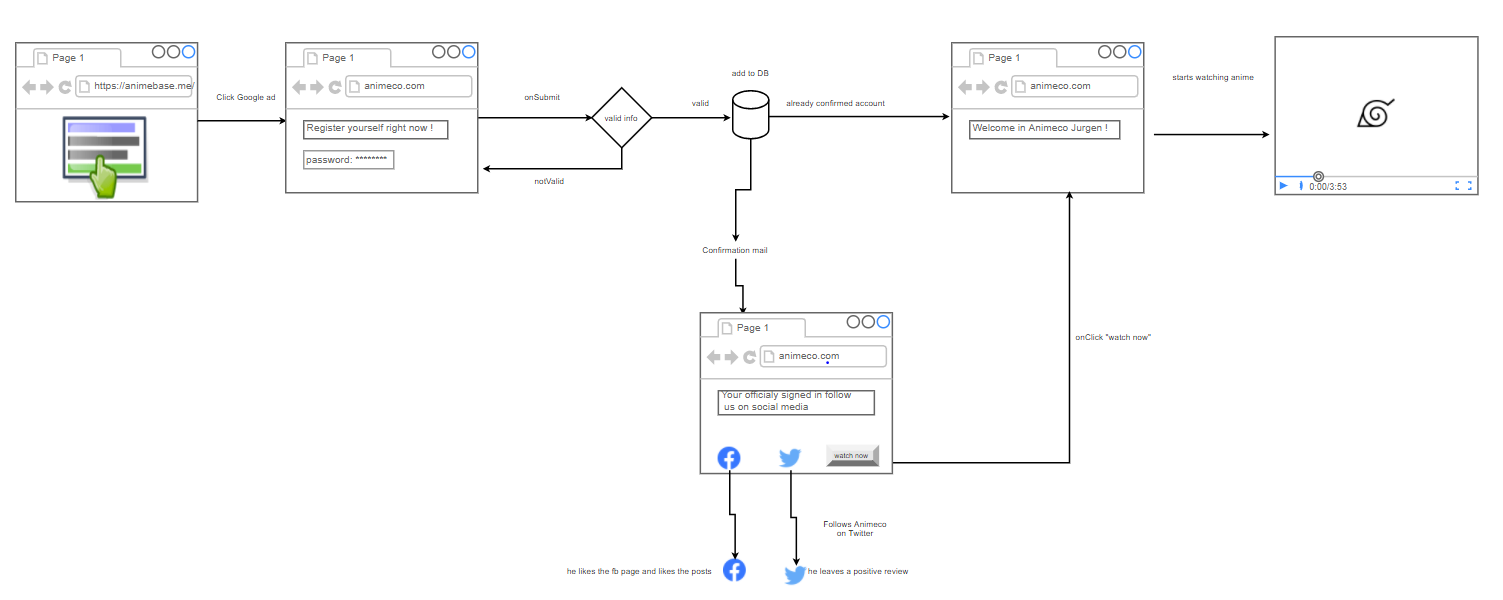 Page 1
https://animebase.me/
Click Google ad
Page 1
animeco.com
Register yourself right now !
password: ********
onSubmit
valid info
notValid
valid
add to DB
already confirmed account
Page 1
animeco.com
Welcome in Animeco Jurgen !
starts watching anime
0:00/3:53
Confirmation mail
Page 1
animeco.com
Your officialy signed in follow
us on social media
watch now
onClick "watch now"
Follows Animeco
on Twitter
he likes the fb page and likes the posts
he leaves a positive review